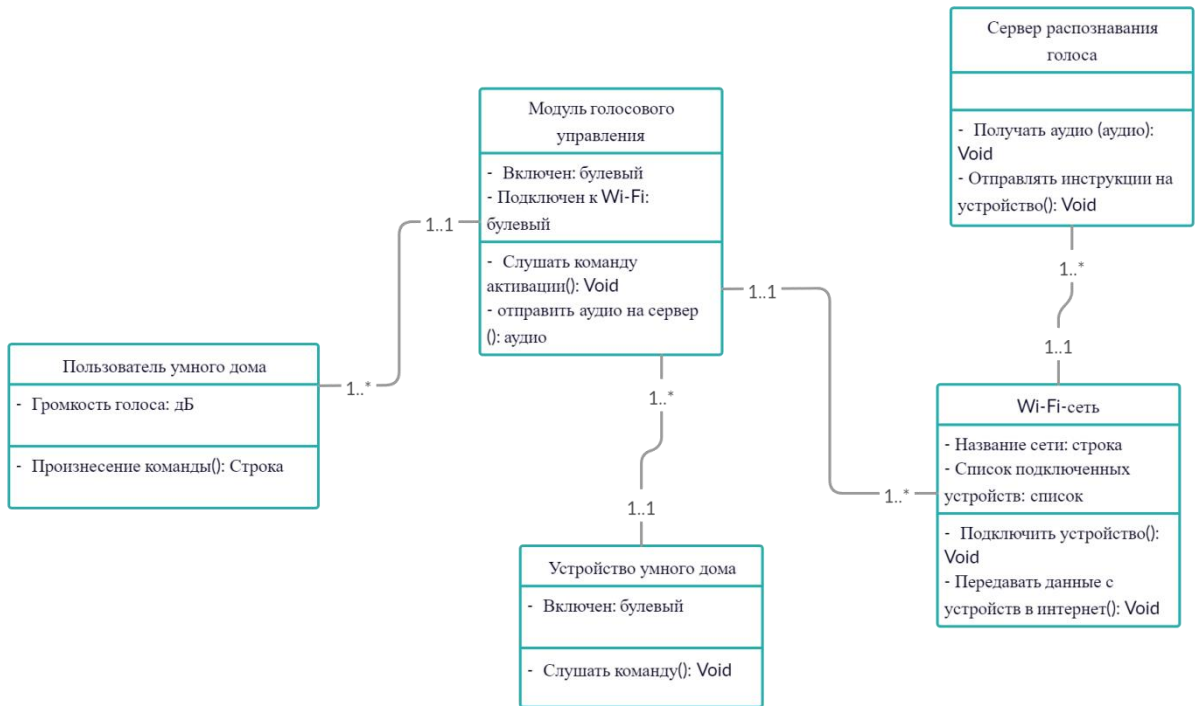 Сервер распознавания
голоса
- Получать аудио (аудио):
Void
- Отправлять инструкции на
устройство(): Void
Модуль голосового
управления
- Включен: булевый
- Подключен к Wi-Fi:
булевый
- Слушать команду
активации(): Void
- отправить аудио на сервер
(): аудио
1..1
1..*
1..1
1..*
1..*
1..1
1..*
1..1
Пользователь умного дома
- Громкость голоса: дБ
- Произнесение команды(): Строка
Wi-Fi-сеть
- Название сети: строка
- Список подключенных
устройств: список
- Подключить устройство():
Void
- Передавать данные с
устройств в интернет(): Void
Устройство умного дома
- Включен: булевый
- Слушать команду(): Void